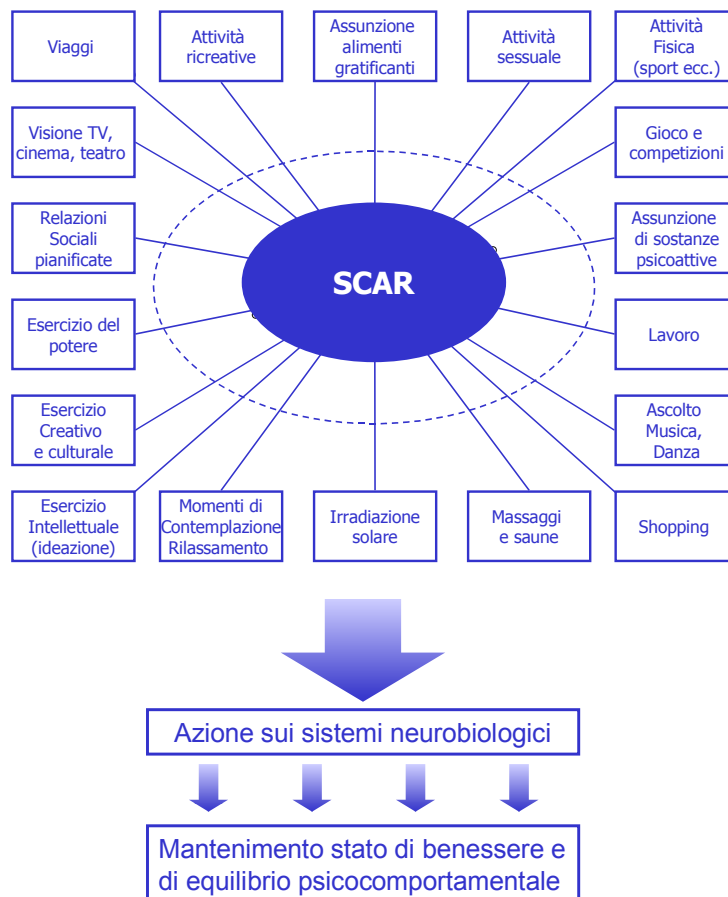 Viaggi
Attività
ricreative
Assunzione
alimenti
gratificanti
Attività
sessuale
Attività
Fisica
(sport ecc.)
Visione TV,
cinema, teatro
Gioco e
competizioni
Relazioni
Sociali
pianificate
SCAR
Assunzione
di sostanze
psicoattive
Esercizio del
potere
Lavoro
Esercizio
Creativo
e culturale
Ascolto
Musica,
Danza
Esercizio
Intellettuale
(ideazione)
Momenti di
Contemplazione
Rilassamento
Irradiazione
solare
Massaggi
e saune
Shopping
Azione sui sistemi neurobiologici
Mantenimento stato di benessere e
di equilibrio psicocomportamentale